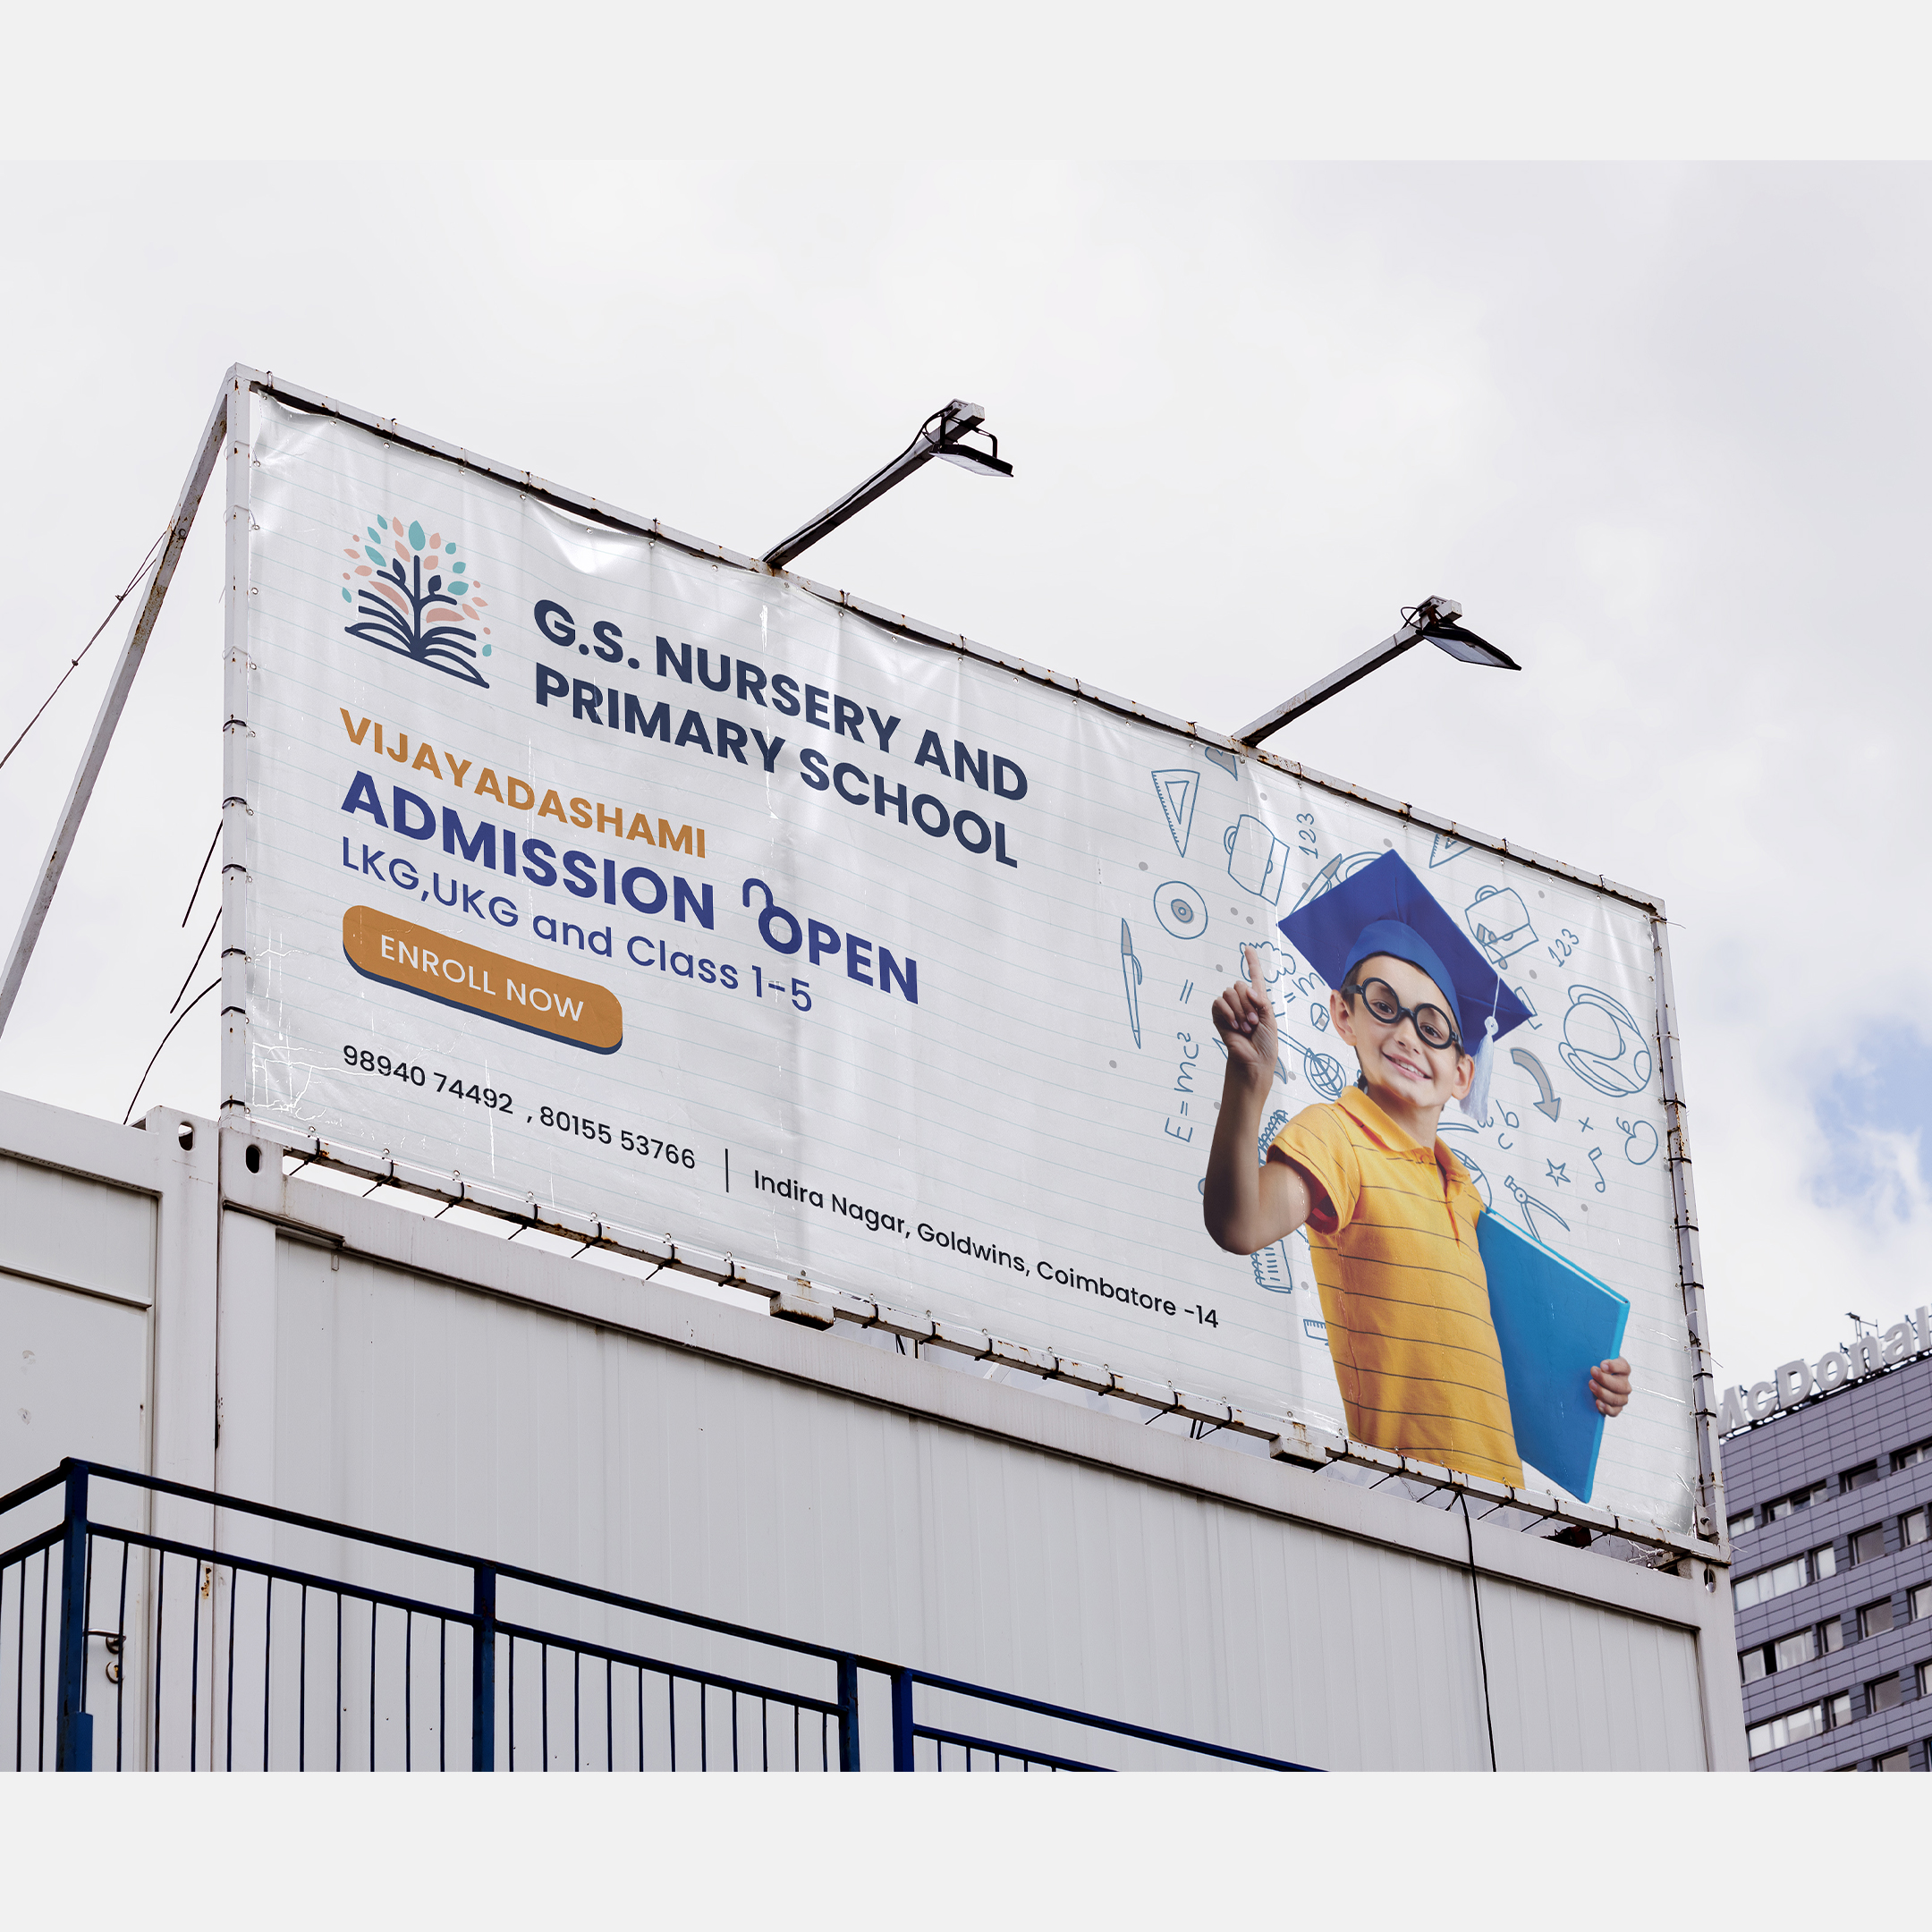 G.S. NURSERY AND
PRIMARY SCHOOL
VIJAYADASHAMI
ADMISSION OPEN
LKG,UKG and Class 1-5
ENROLL NOW
98940 74492 , 80155 53766 | Indira Nagar, Goldwins, Coimbatore -14
123
123
E=mc²
McDonal